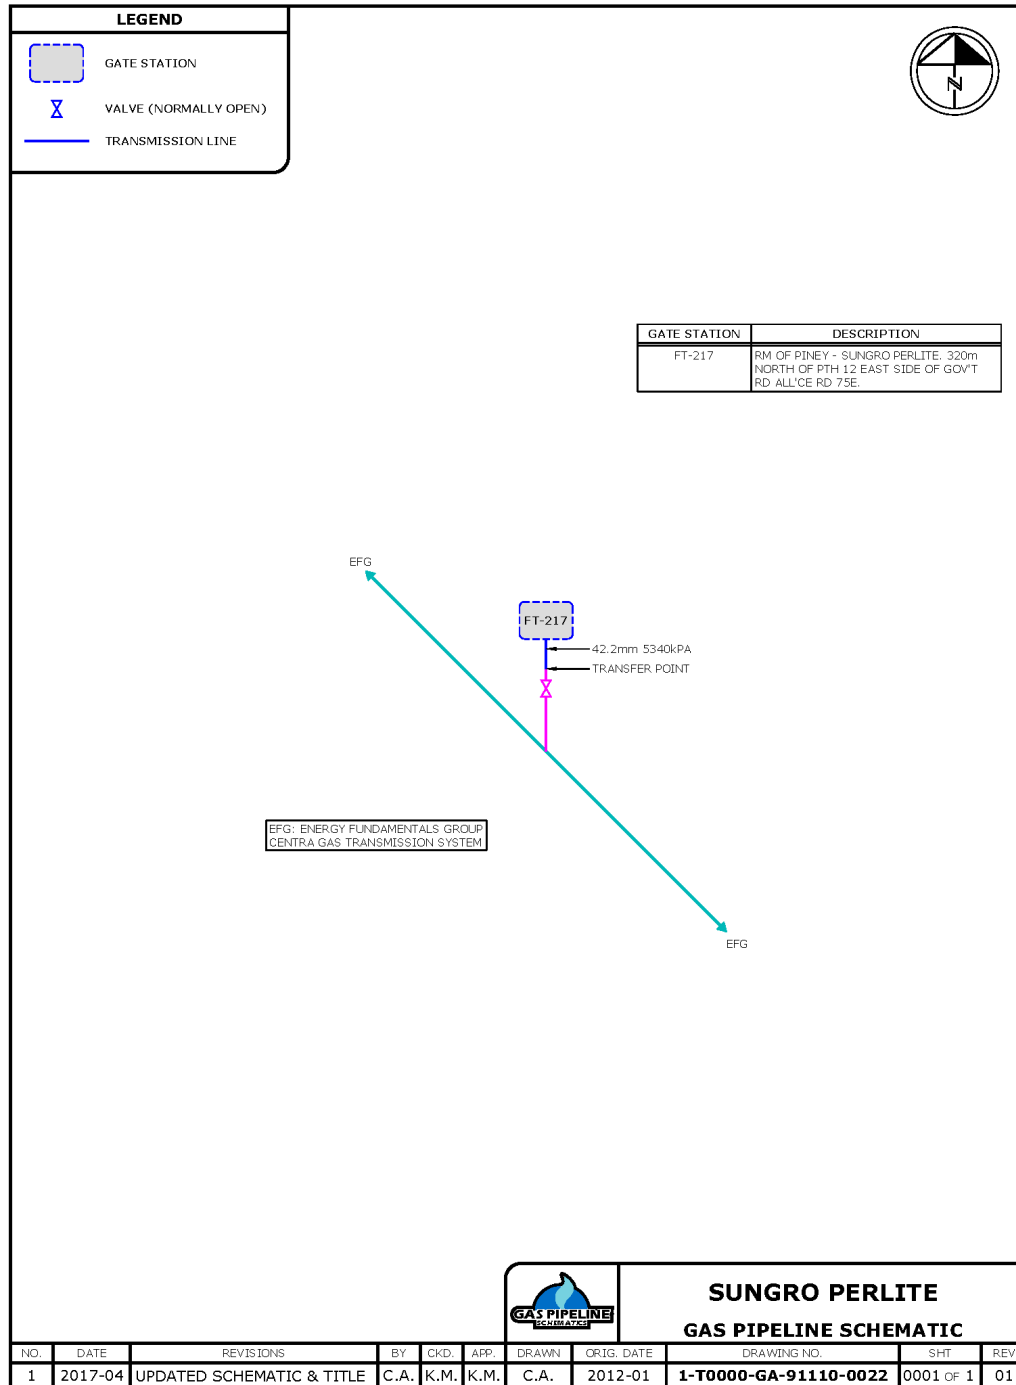 LEGEND
GATE STATION
VALVE (NORMALLY OPEN)
TRANSMISSION LINE
N
GATE STATION DESCRIPTION
FT-217 RM OF PINEY - SUNGRO PERLITE. 320m
NORTH OF PTH 12 EAST SIDE OF GOV'T
RD ALL'CE RD 75E.
EFG
FT-217
42.2mm 5340kPA
TRANSFER POINT
EFG: ENERGY FUNDAMENTALS GROUP
CENTRA GAS TRANSMISSION SYSTEM
EFG
GAS PIPELINE
SCHEMATICS
SUNGRO PERLITE
GAS PIPELINE SCHEMATIC
NO. DATE REVISIONS BY CKD. APP. DRAWN ORIG. DATE DRAWING NO. SHT REV
1 2017-04 UPDATED SCHEMATIC & TITLE C.A. K.M. K.M. C.A. 2012-01 1-T0000-GA-91110-0022 0001 OF 1 01